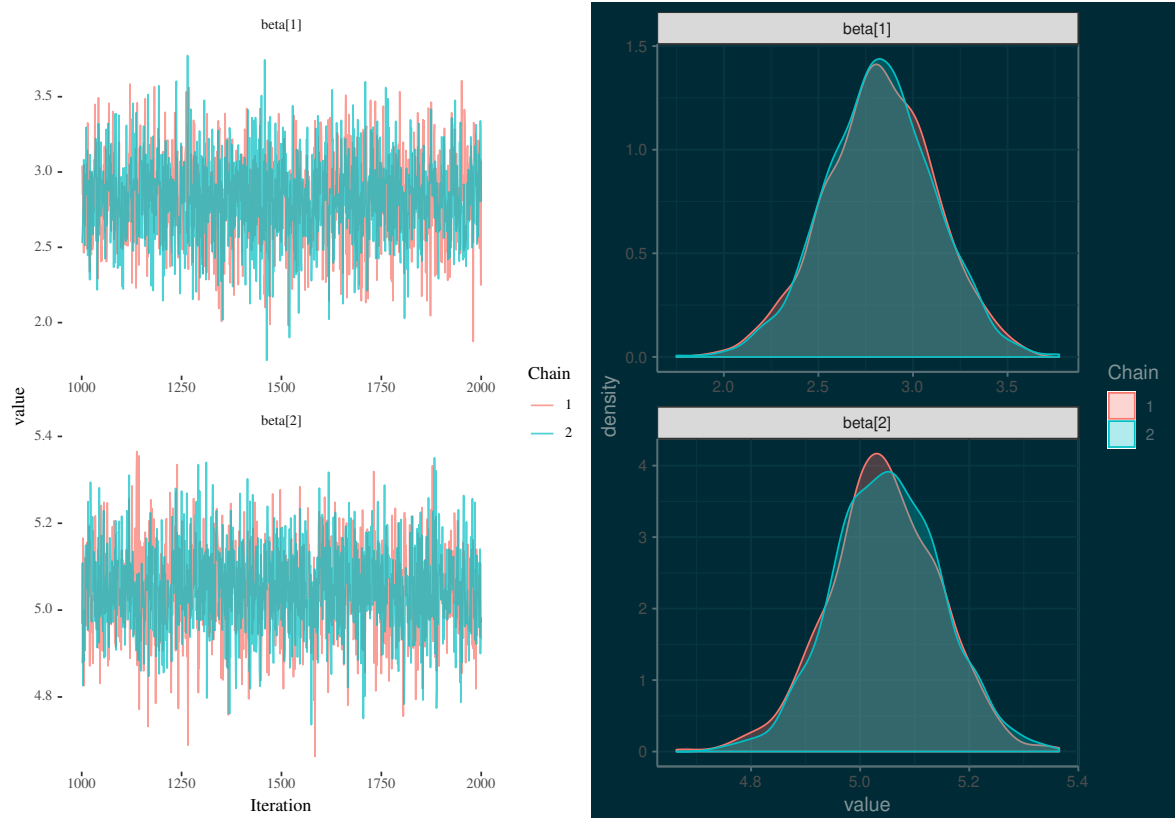 beta[1]
3.5
3.0
2.5
2.0
1000 1250 1500 1750 2000
value
beta[2]
5.4
5.2
5.0
4.8
1000 1250 1500 1750 2000
Iteration
Chain
1
2
beta[1]
1.5
1.0
0.5
0.0
2.0 2.5 3.0 3.5
density
beta[2]
4
3
2
1
0
4.8 5.0 5.2 5.4
value
Chain
1
2